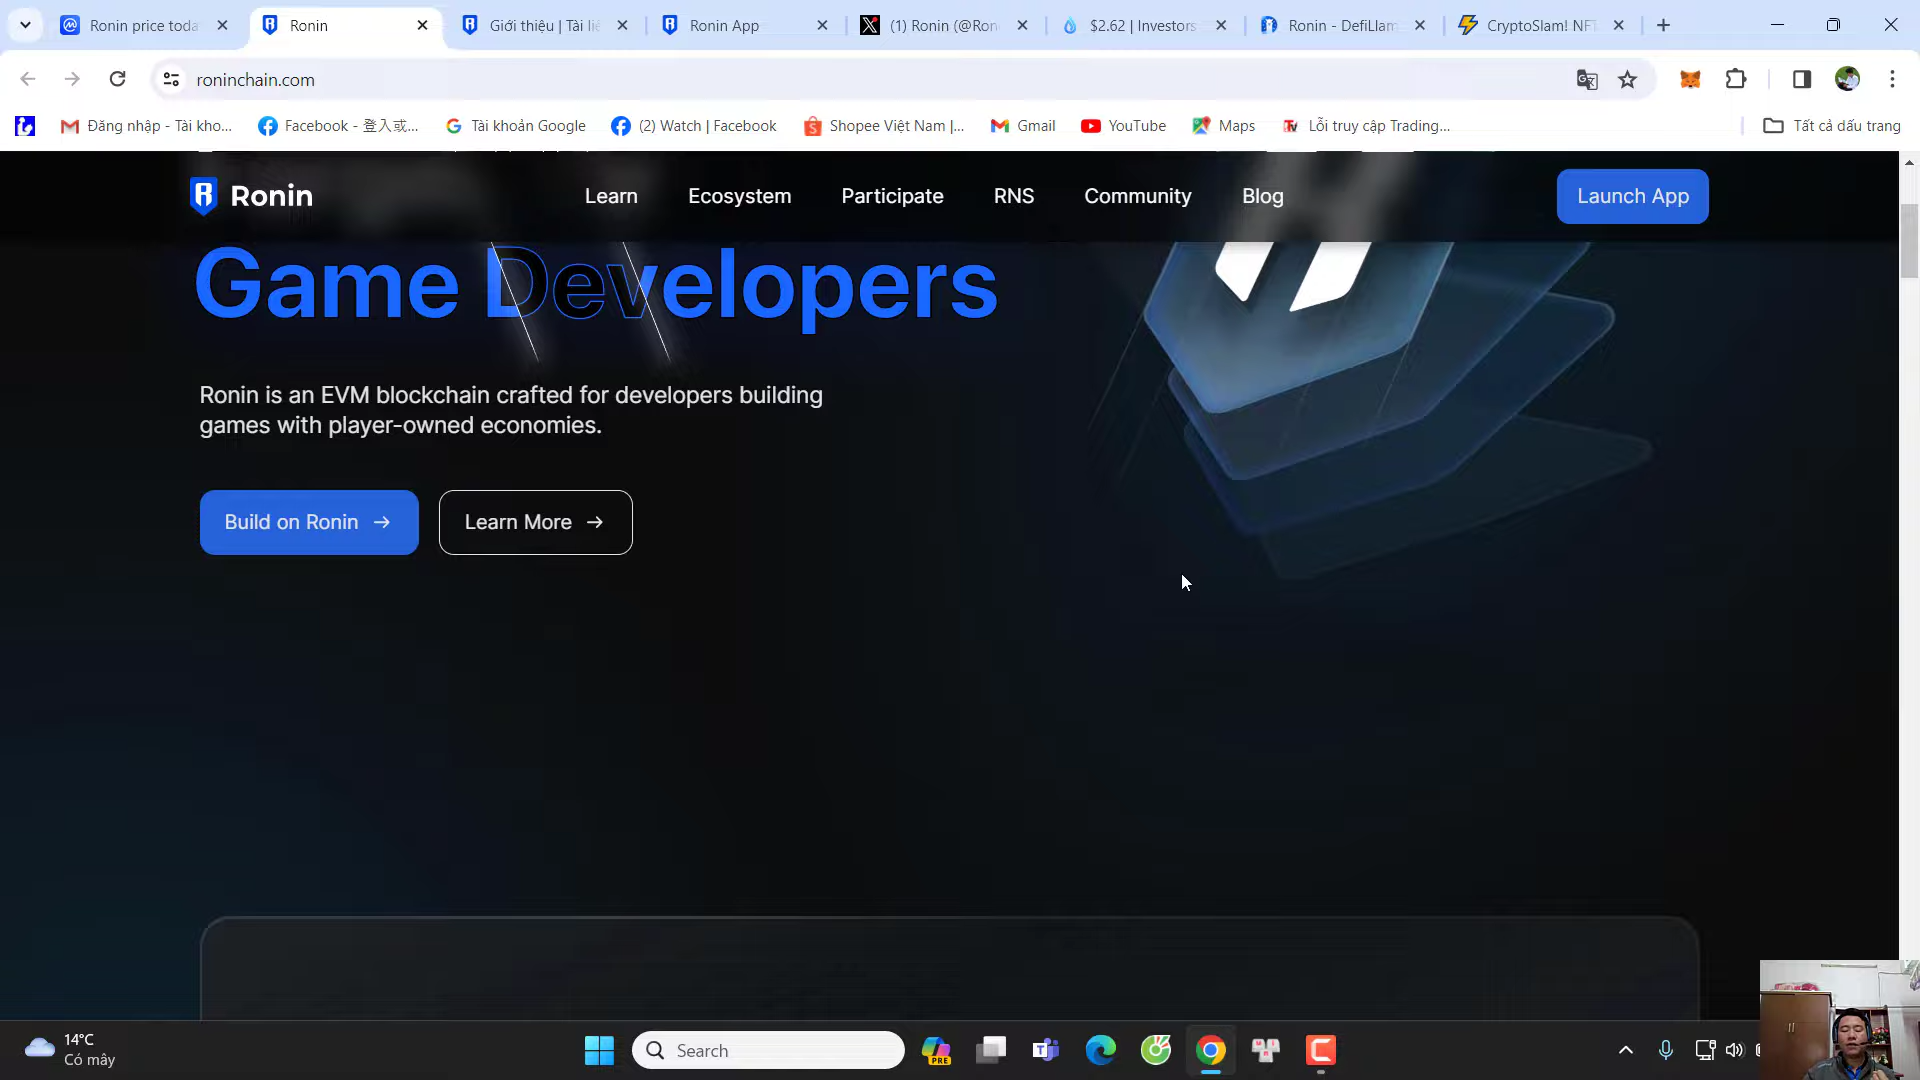 Ronin price toda
Ronin
Giới thiệu | Tài liệ
Ronin App
(1) Ronin (@Ron
$2.62 | Investors
Ronin - DefiLlam
CryptoSlam! NFT
roninchain.com
Đăng nhập - Tài kho...
Facebook - 登入或...
Tài khoản Google
(2) Watch | Facebook
Shopee Việt Nam |...
Gmail
YouTube
Maps
Lỗi truy cập Trading...
Tất cả dấu trang
Ronin
Learn
Ecosystem
Participate
RNS
Community
Blog
Launch App
Game Developers
Ronin is an EVM blockchain crafted for developers building
games with player-owned economies.
Build on Ronin
Learn More
14°C
Có mây
Search
PRE